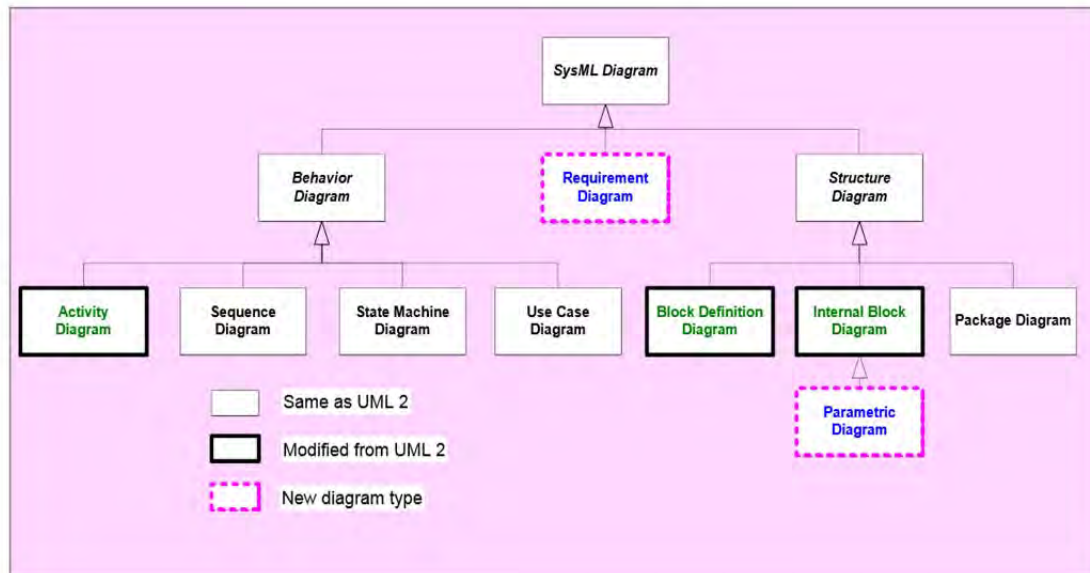 SysML Diagram
Behavior
Diagram
Requirement
Diagram
Structure
Diagram
Activity
Diagram
Sequence
Diagram
State Machine
Diagram
Use Case
Diagram
Block Definition
Diagram
Internal Block
Diagram
Package Diagram
Parametric
Diagram
Same as UML 2
Modified from UML 2
New diagram type